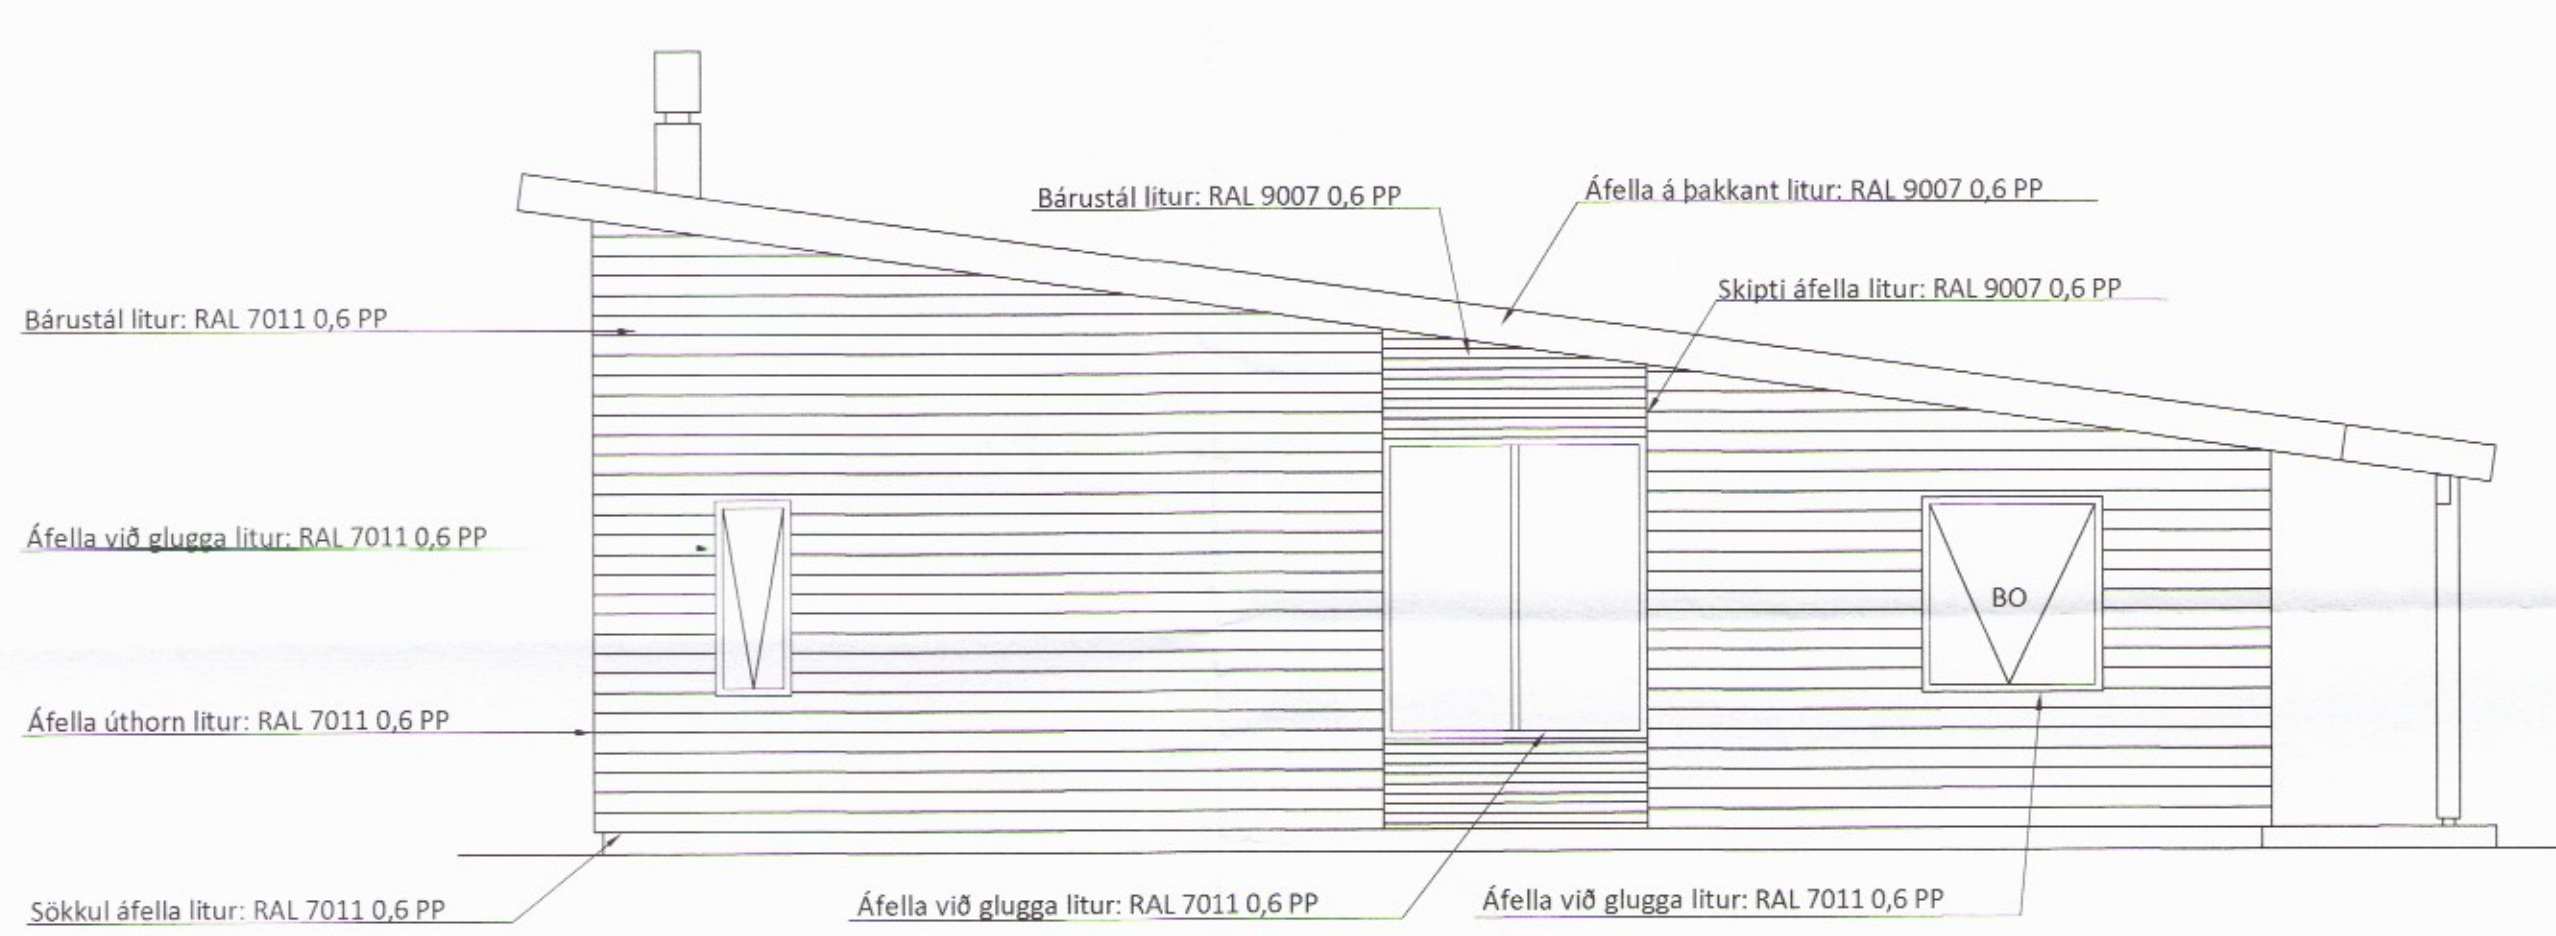 Bárustál litur: RAL 9007 0,6 PP
Áfella á þakkant litur: RAL 9007 0,6 PP
Skipti áfella litur: RAL 9007 0,6 PP
Bárustál litur: RAL 7011 0,6 PP
Áfella við glugga litur: RAL 7011 0,6 PP
BO
Áfella úthorn litur: RAL 7011 0,6 PP
Sökkul áfella litur: RAL 7011 0,6 PP
Áfella við glugga litur: RAL 7011 0,6 PP
Áfella við glugga litur: RAL 7011 0,6 PP